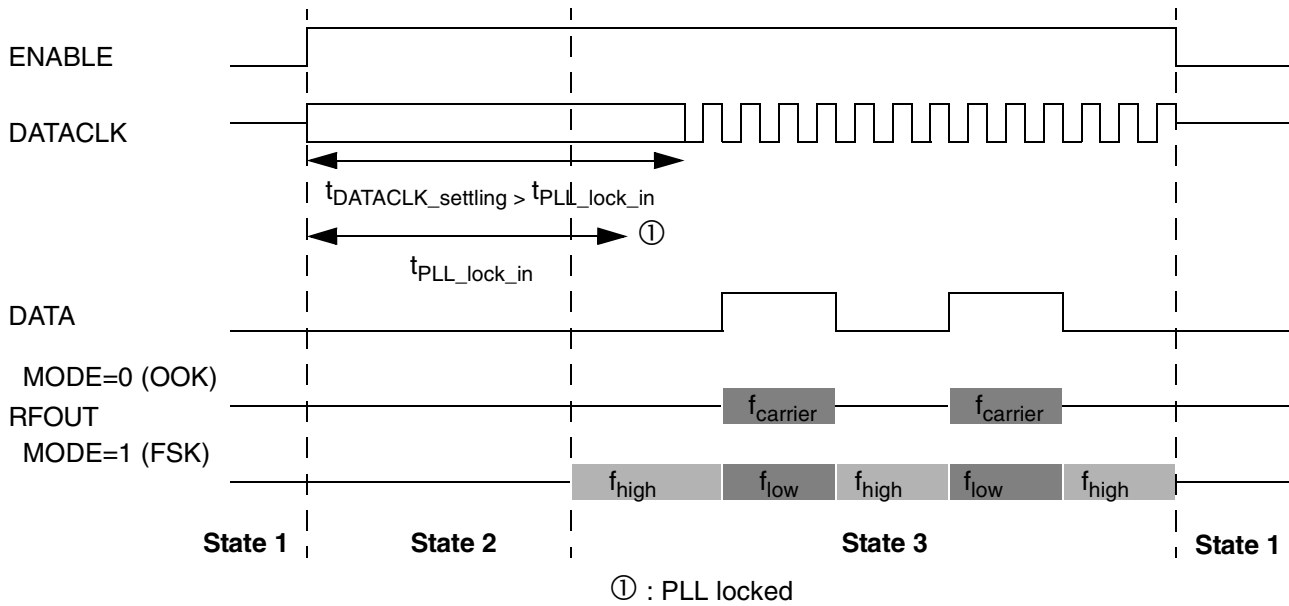 ENABLE
DATACLK
tDATACLK_settling > tPLL_lock_in
①
tPLL_lock_in
DATA
MODE=0 (OOK)
RFOUT
fcarrier fcarrier
MODE=1 (FSK)
fhigh flow fhigh flow fhigh
State 1 State 2 State 3 State 1
① : PLL locked